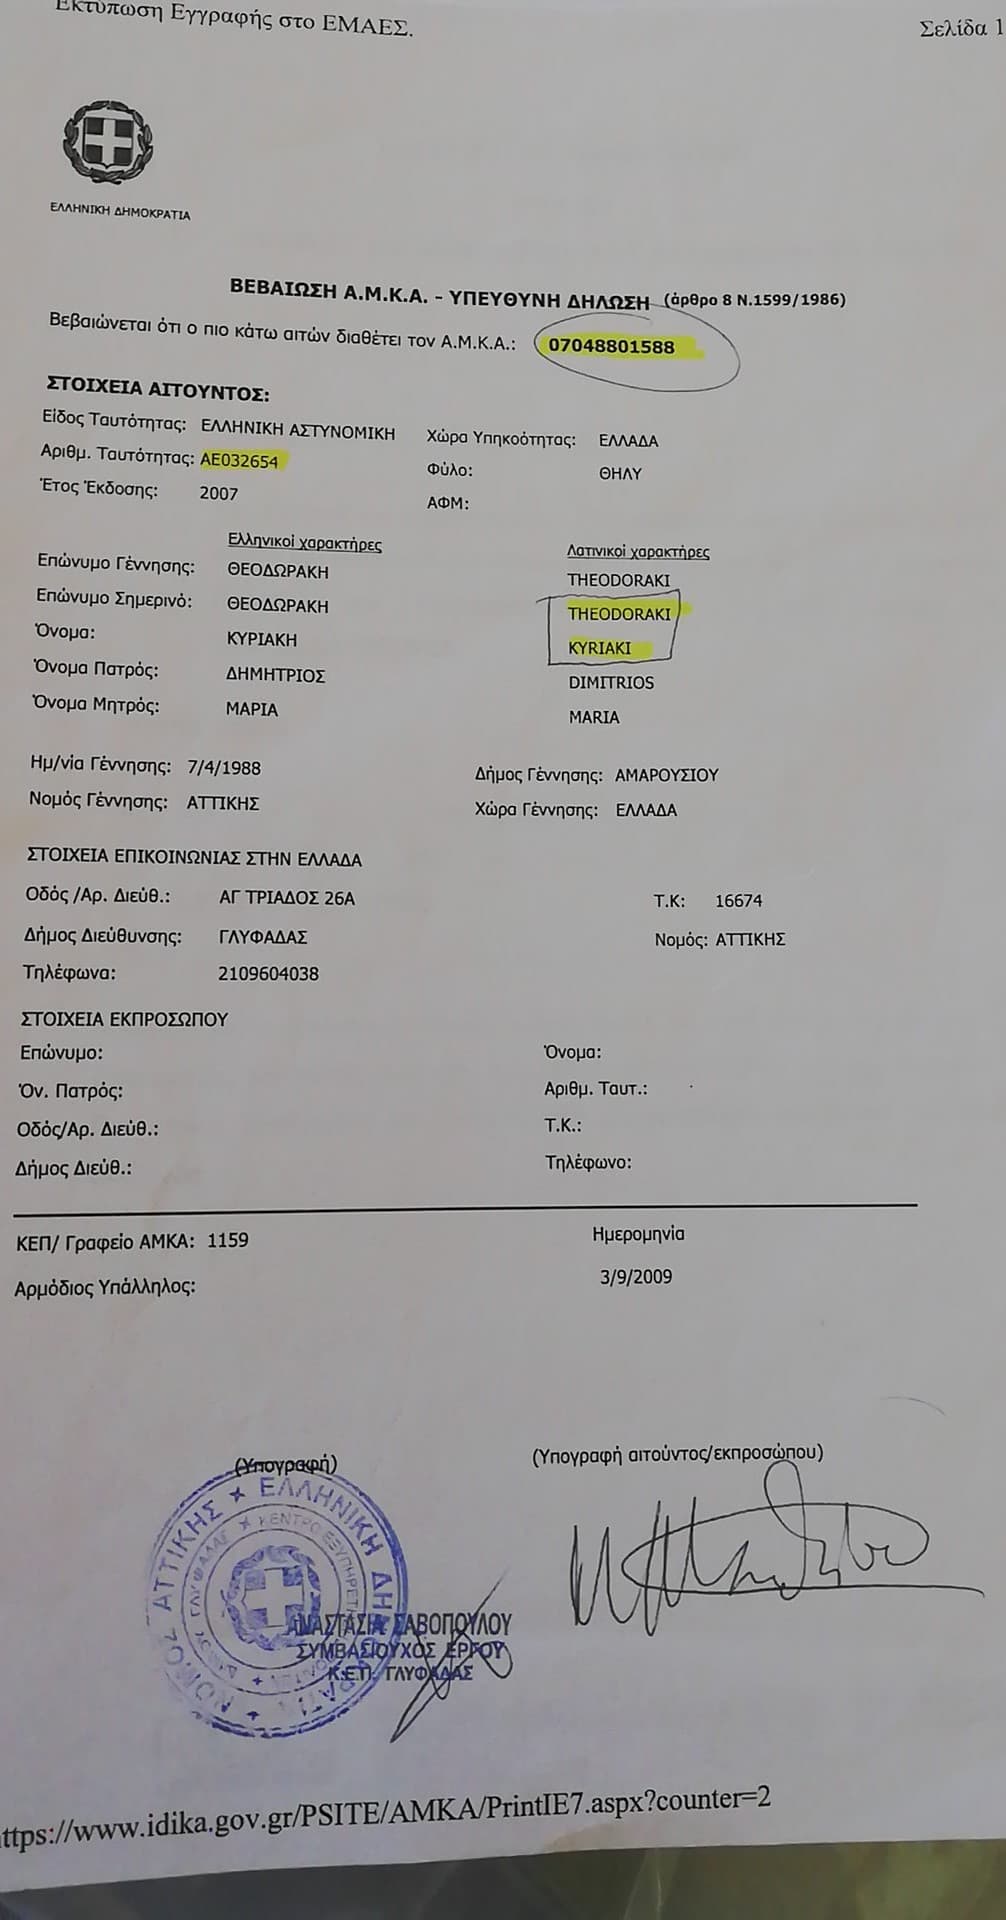 Εκτύπωση Εγγραφής στο ΕΜΑΕΣ.
Σελίδα 1
ΕΛΛΗΝΙΚΗ ΔΗΜΟΚΡΑΤΙΑ
ΒΕΒΑΙΩΣΗ Α.Μ.Κ.Α. - ΥΠΕΥΘΥΝΗ ΔΗΛΩΣΗ (άρθρο 8 Ν.1599/1986)
Βεβαιώνεται ότι ο πιο κάτω αιτών διαθέτει τον Α.Μ.Κ.Α.: 07048801588
ΣΤΟΙΧΕΙΑ ΑΙΤΟΥΝΤΟΣ:
Είδος Ταυτότητας: ΕΛΛΗΝΙΚΗ ΑΣΤΥΝΟΜΙΚΗ Χώρα Υπηκοότητας: ΕΛΛΑΔΑ
Αριθμ. Ταυτότητας: ΑΕ032654 Φύλο: ΘΗΛΥ
Έτος Έκδοσης: 2007 ΑΦΜ:
Ελληνικοί χαρακτήρες Λατινικοί χαρακτήρες
Επώνυμο Γέννησης: ΘΕΟΔΩΡΑΚΗ THEODORAKI
Επώνυμο Σημερινό: ΘΕΟΔΩΡΑΚΗ THEODORAKI
Όνομα: ΚΥΡΙΑΚΗ KYRIAKI
Όνομα Πατρός: ΔΗΜΗΤΡΙΟΣ DIMITRIOS
Όνομα Μητρός: ΜΑΡΙΑ MARIA
Ημ/νία Γέννησης: 7/4/1988 Δήμος Γέννησης: ΑΜΑΡΟΥΣΙΟΥ
Νομός Γέννησης: ΑΤΤΙΚΗΣ Χώρα Γέννησης: ΕΛΛΑΔΑ
ΣΤΟΙΧΕΙΑ ΕΠΙΚΟΙΝΩΝΙΑΣ ΣΤΗΝ ΕΛΛΑΔΑ
Οδός /Αρ. Διεύθ.: ΑΓ ΤΡΙΑΔΟΣ 26Α Τ.Κ: 16674
Δήμος Διεύθυνσης: ΓΛΥΦΑΔΑΣ Νομός: ΑΤΤΙΚΗΣ
Τηλέφωνα: 2109604038
ΣΤΟΙΧΕΙΑ ΕΚΠΡΟΣΩΠΟΥ
Επώνυμο: Όνομα:
Όν. Πατρός: Αριθμ. Ταυτ.:
Οδός/Αρ. Διεύθ.: Τ.Κ.:
Δήμος Διεύθ.: Τηλέφωνο:
ΚΕΠ/ Γραφείο ΑΜΚΑ: 1159 Ημερομηνία
Αρμόδιος Υπάλληλος: 3/9/2009
(Υπογραφή) (Υπογραφή αιτούντος/εκπροσώπου)
ΝΟΜΟΣ ΑΤΤΙΚΗΣ ΕΛΛΗΝΙΚΗ ΔΗΜΟΚΡΑΤΙΑ
ΑΝΑΣΤΑΣΙΑ ΣΑΒΟΠΟΥΛΟΥ
ΣΥΜΒΑΣΙΟΥΧΟΣ ΕΡΓΟΥ
Κ.Ε.Π. ΓΛΥΦΑΔΑΣ
ttps://www.idika.gov.gr/PSITE/AMKA/PrintIE7.aspx?counter=2